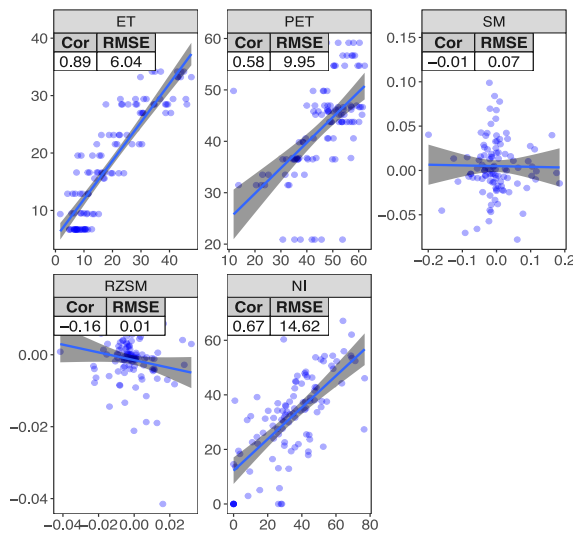 ET
PET
SM
Cor RMSE
0.89 6.04
Cor RMSE
0.58 9.95
Cor RMSE
−0.01 0.07
40
30
20
10
60
50
40
30
20
0.15
0.10
0.05
0.00
−0.05
0 10 20 30 40
10 20 30 40 50 60
−0.2 −0.1 0.0 0.1 0.2
RZSM
NI
Cor RMSE
−0.16 0.01
Cor RMSE
0.67 14.62
0.00
−0.02
−0.04
80
60
40
20
0
−0.04 −0.02 0.00 0.02
0 20 40 60 80